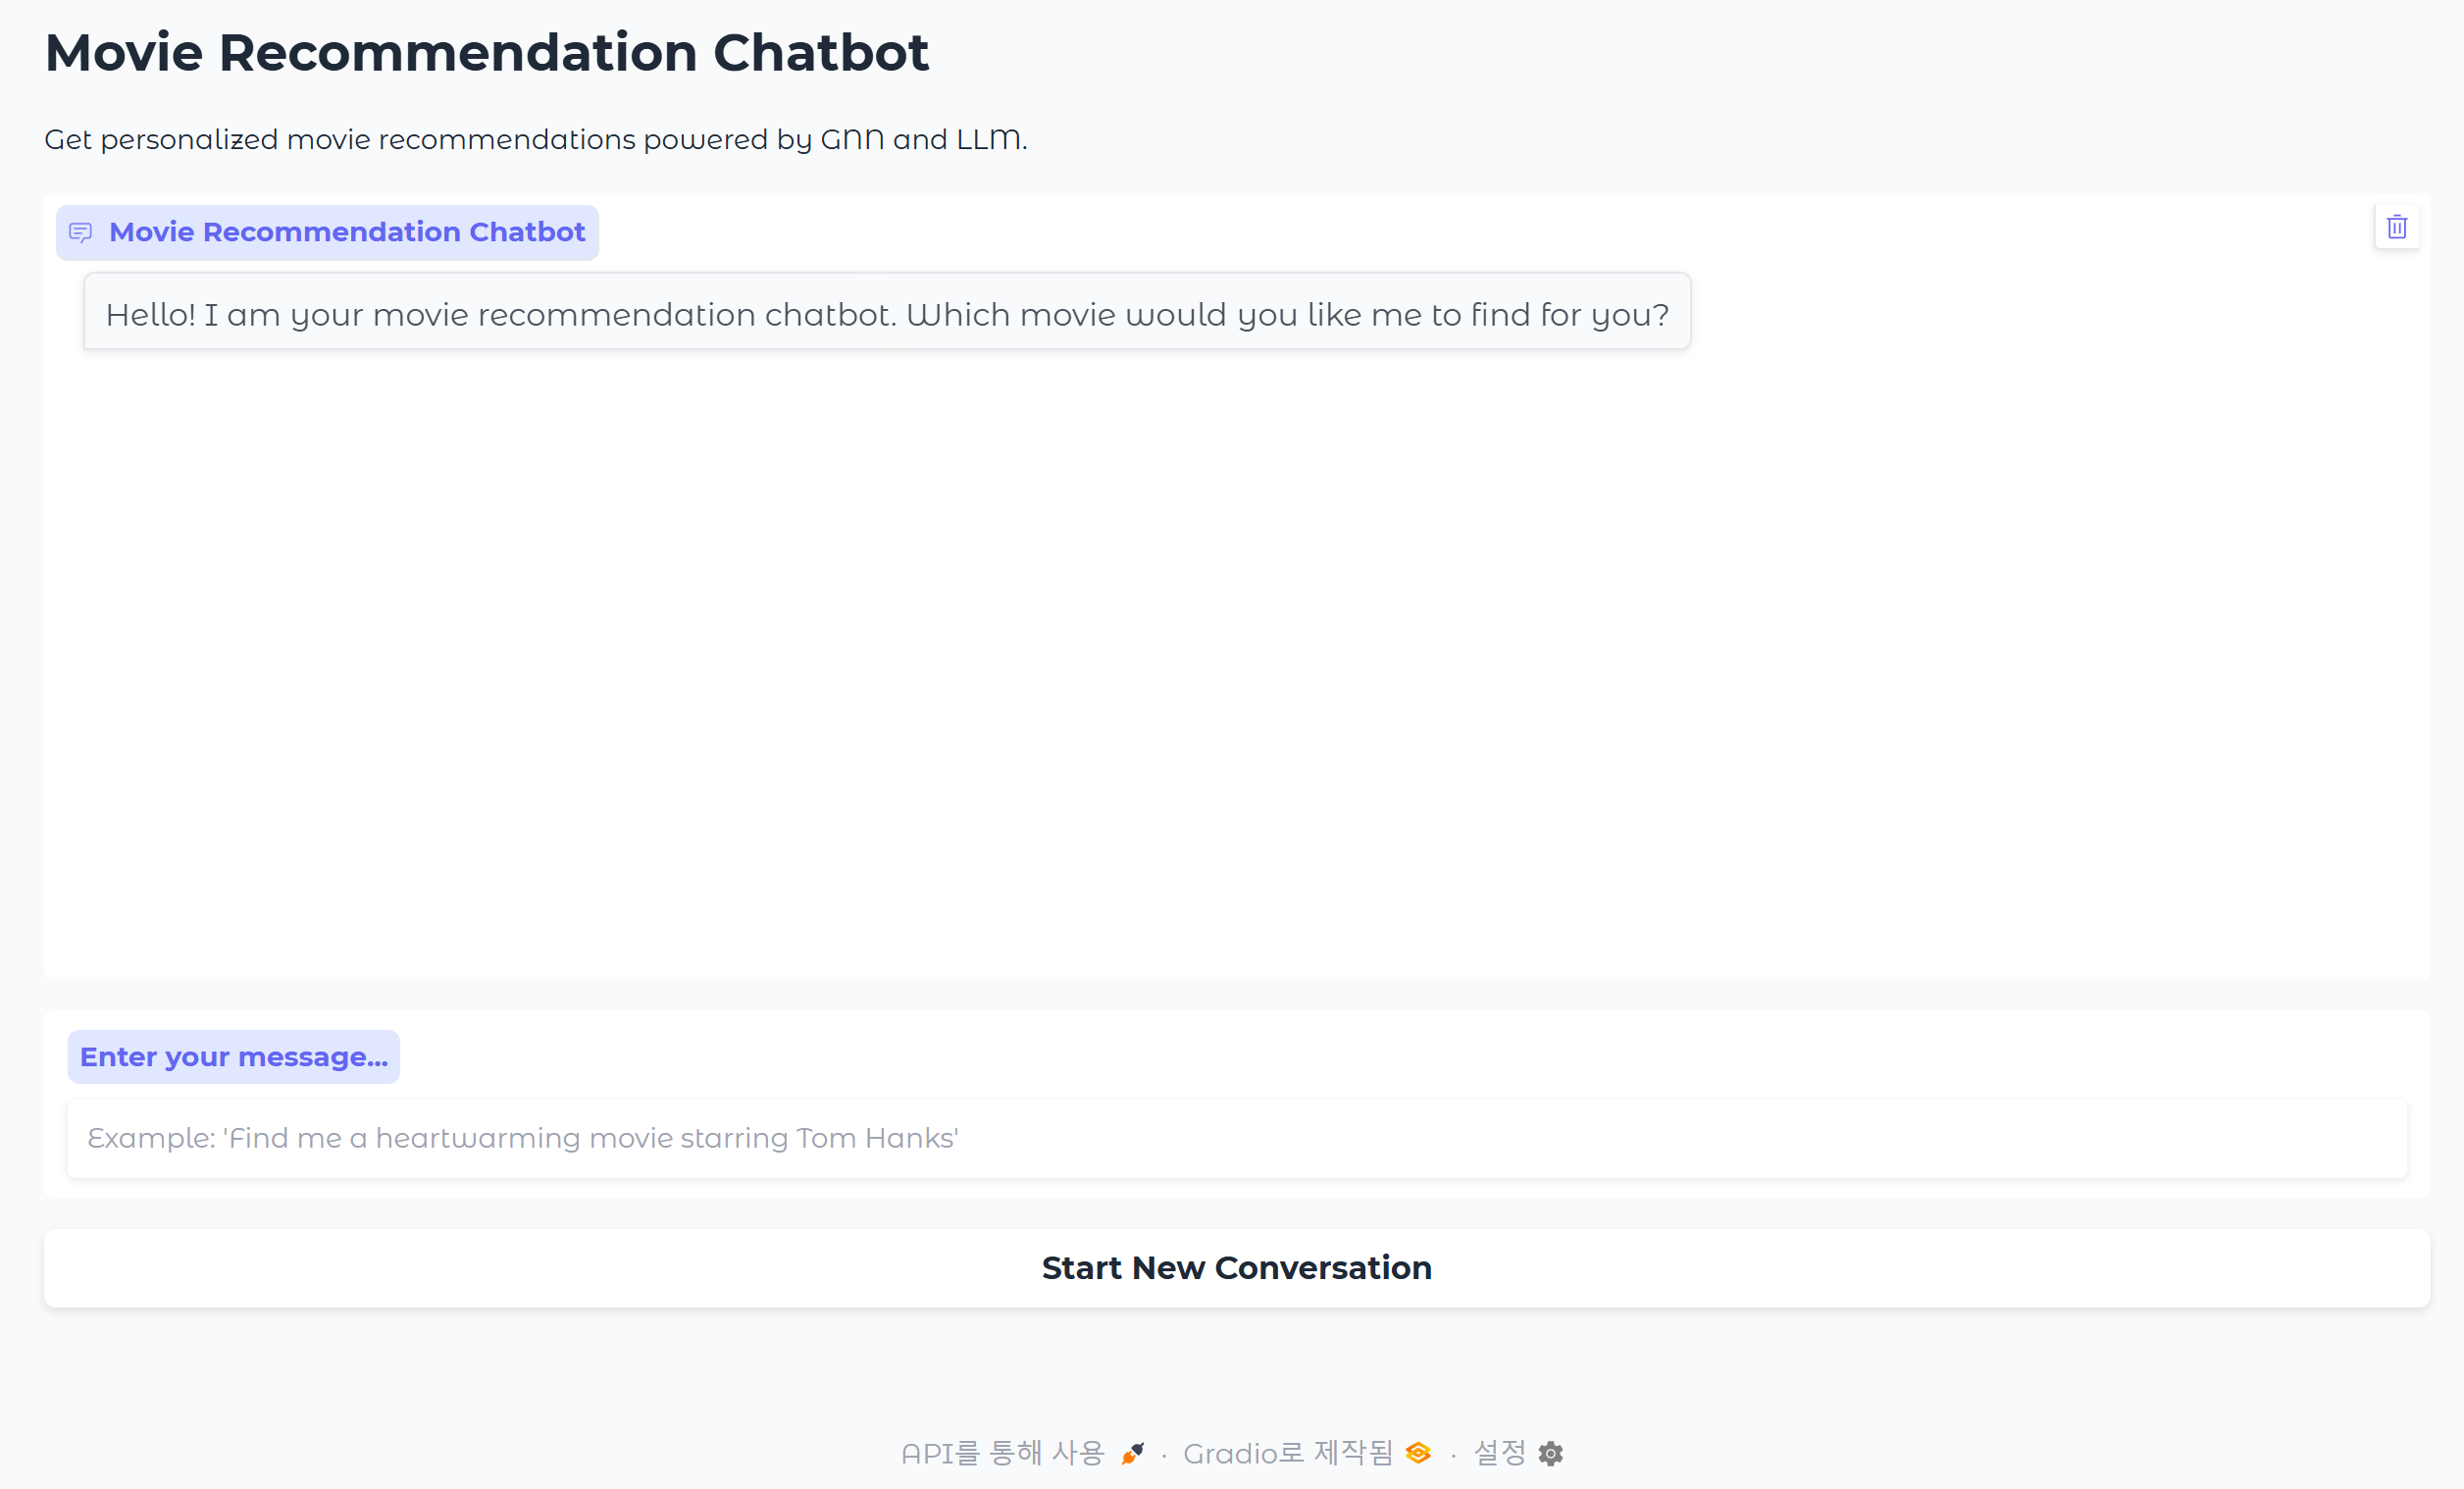 Movie Recommendation Chatbot
Get personalized movie recommendations powered by GNN and LLM.
Movie Recommendation Chatbot
Hello! I am your movie recommendation chatbot. Which movie would you like me to find for you?
Enter your message...
Example: 'Find me a heartwarming movie starring Tom Hanks'
Start New Conversation
API를 통해 사용 · Gradio로 제작됨 · 설정